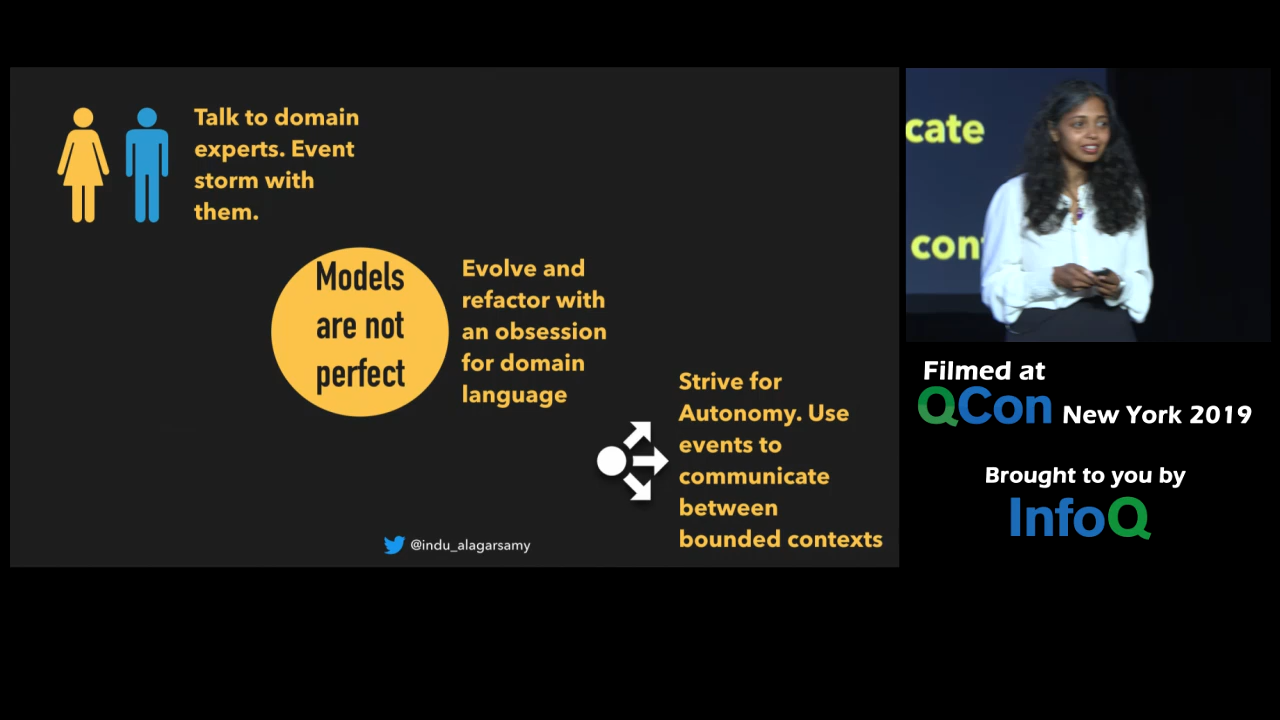 Talk to domain
experts. Event
storm with
them.
Models
are not
perfect
Evolve and
refactor with
an obsession
for domain
language
Strive for
Autonomy. Use
events to
communicate
between
bounded contexts
@indu_alagarsamy
cate
con
Filmed at
QCon New York 2019
Brought to you by
InfoQ